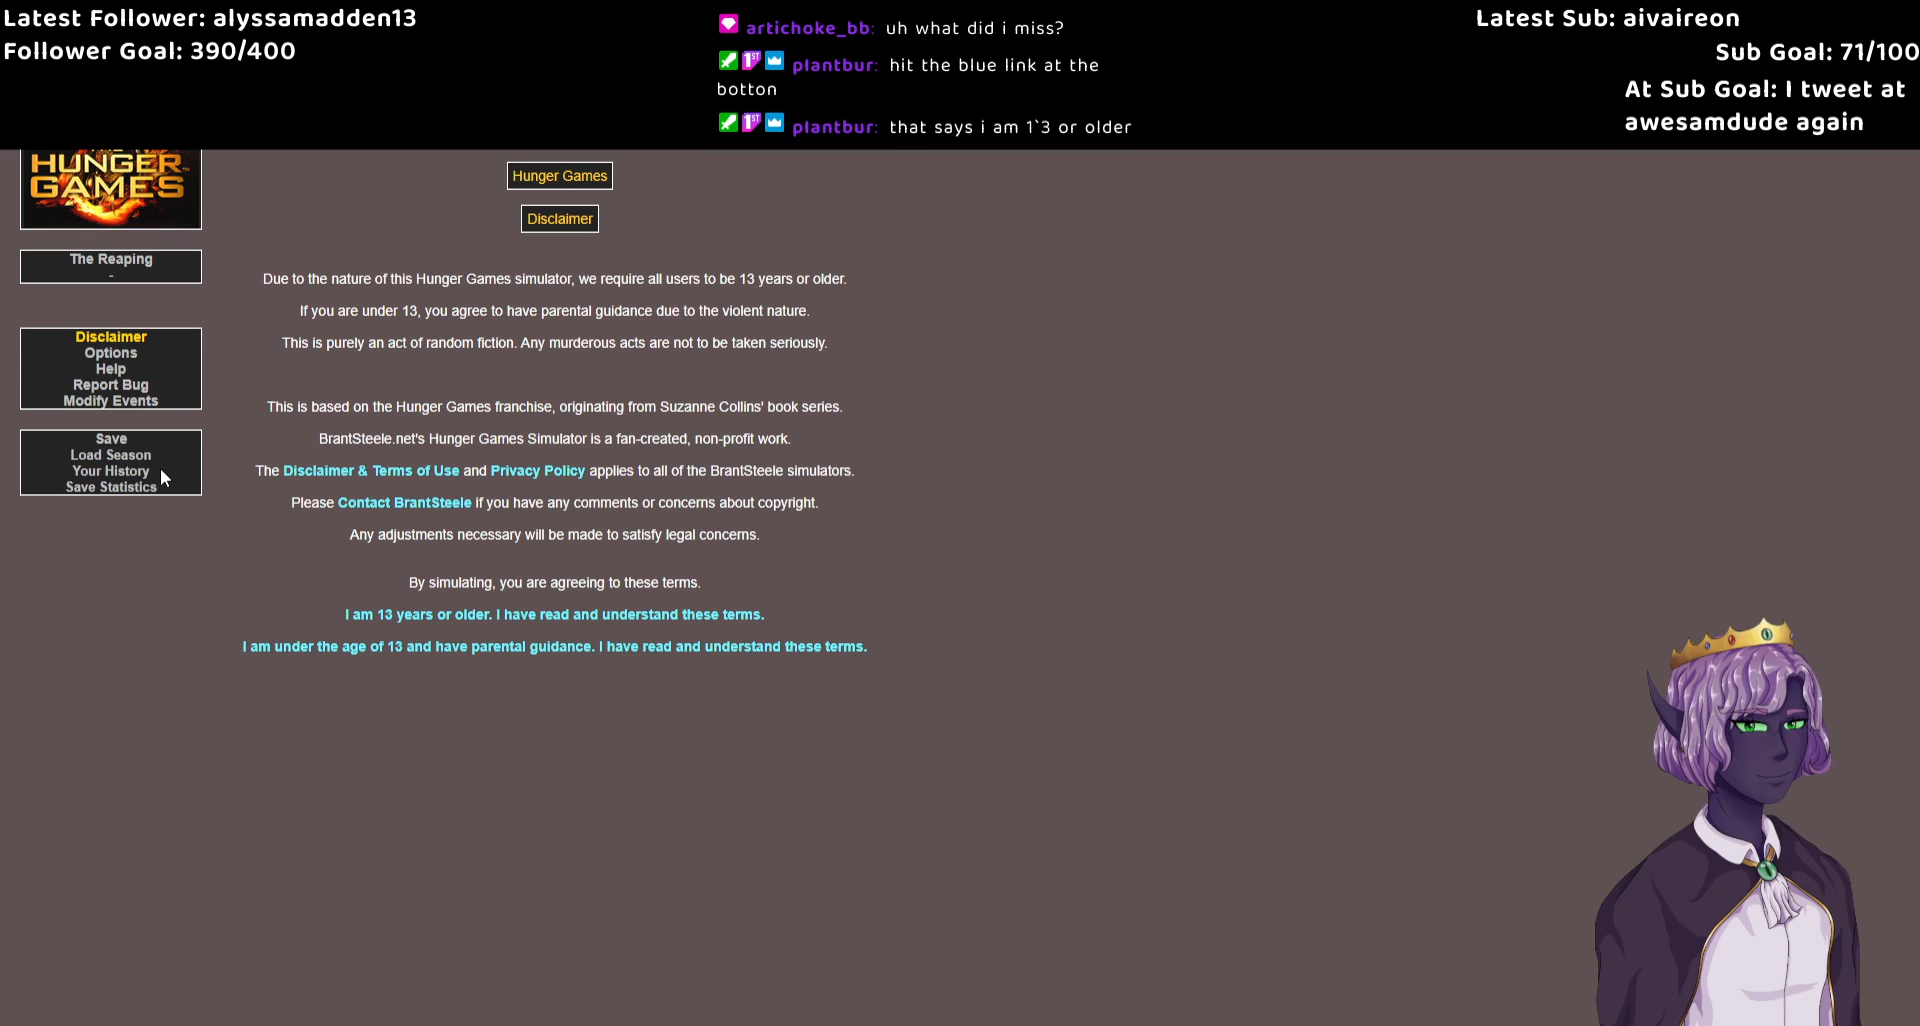 Latest Follower: alyssamadden13
Follower Goal: 390/400
artichoke_bb: uh what did i miss?
plantbur: hit the blue link at the
botton
plantbur: that says i am 1`3 or older
Latest Sub: aivaireon
Sub Goal: 71/100
At Sub Goal: I tweet at
awesamdude again
HUNGER
GAMES
The Reaping
-
Disclaimer
Options
Help
Report Bug
Modify Events
Save
Load Season
Your History
Save Statistics
Hunger Games
Disclaimer
Due to the nature of this Hunger Games simulator, we require all users to be 13 years or older.
If you are under 13, you agree to have parental guidance due to the violent nature.
This is purely an act of random fiction. Any murderous acts are not to be taken seriously.
This is based on the Hunger Games franchise, originating from Suzanne Collins' book series.
BrantSteele.net's Hunger Games Simulator is a fan-created, non-profit work.
The Disclaimer & Terms of Use and Privacy Policy applies to all of the BrantSteele simulators.
Please Contact BrantSteele if you have any comments or concerns about copyright.
Any adjustments necessary will be made to satisfy legal concerns.
By simulating, you are agreeing to these terms.
I am 13 years or older. I have read and understand these terms.
I am under the age of 13 and have parental guidance. I have read and understand these terms.